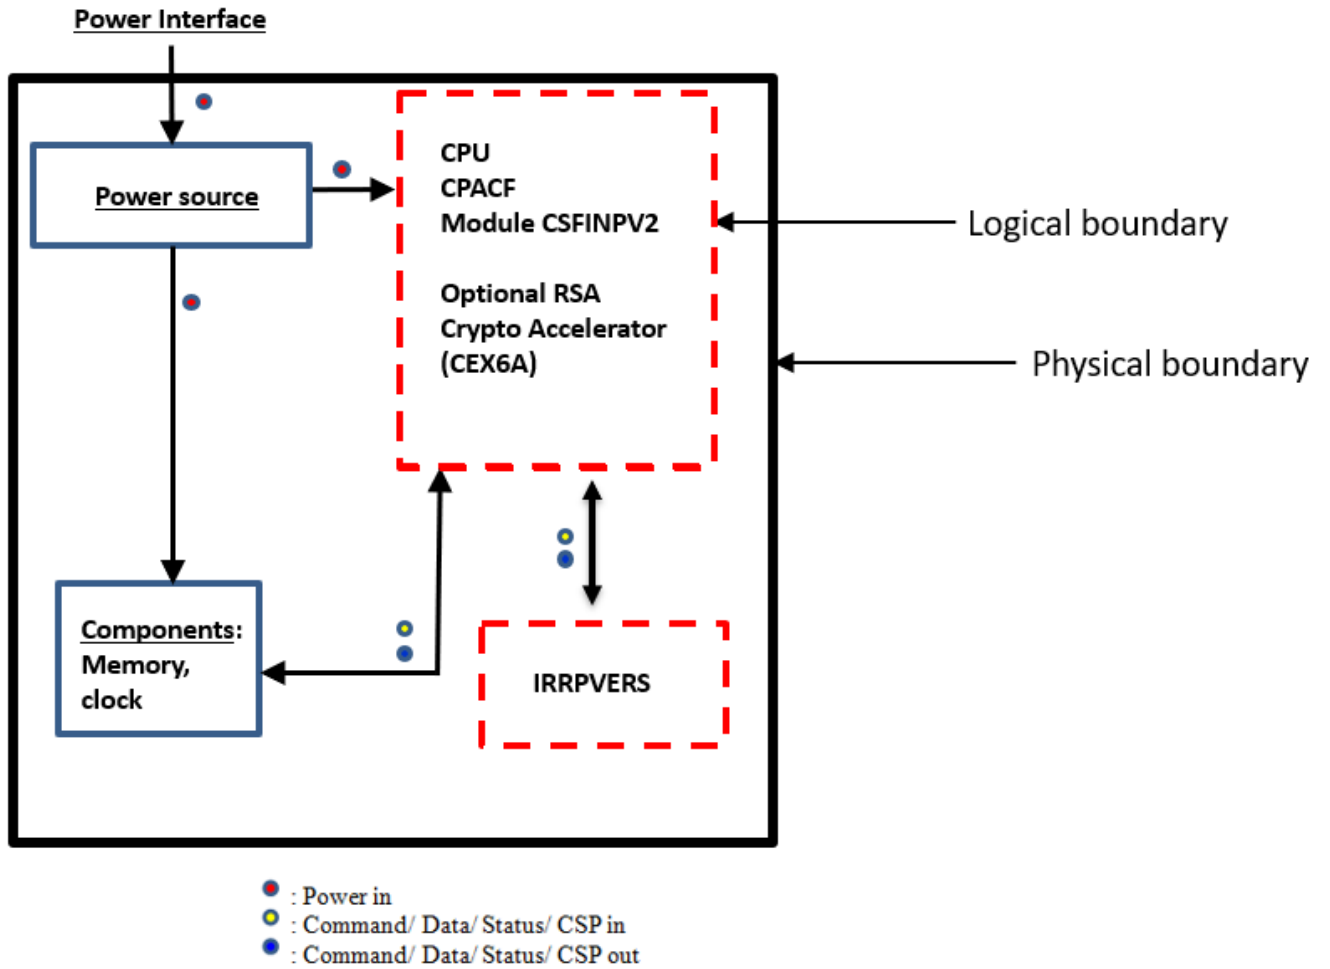 Power Interface
Power source
CPU
CPACF
Module CSFINPV2
Optional RSA
Crypto Accelerator
(CEX6A)
Logical boundary
Physical boundary
Components:
Memory,
clock
IRRPVERS
: Power in
: Command/ Data/ Status/ CSP in
: Command/ Data/ Status/ CSP out